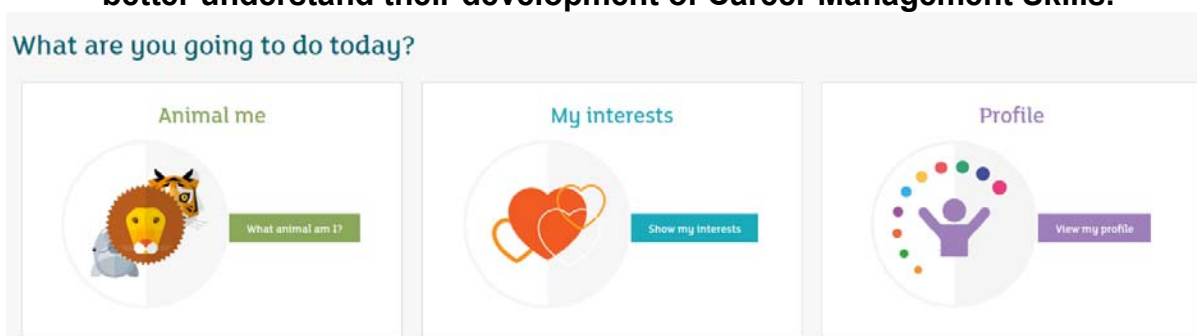 better understand their development of Career Management Skills.
What are you going to do today?
Animal me
My interests
Profile
What animal am I?
Show my interests
View my profile